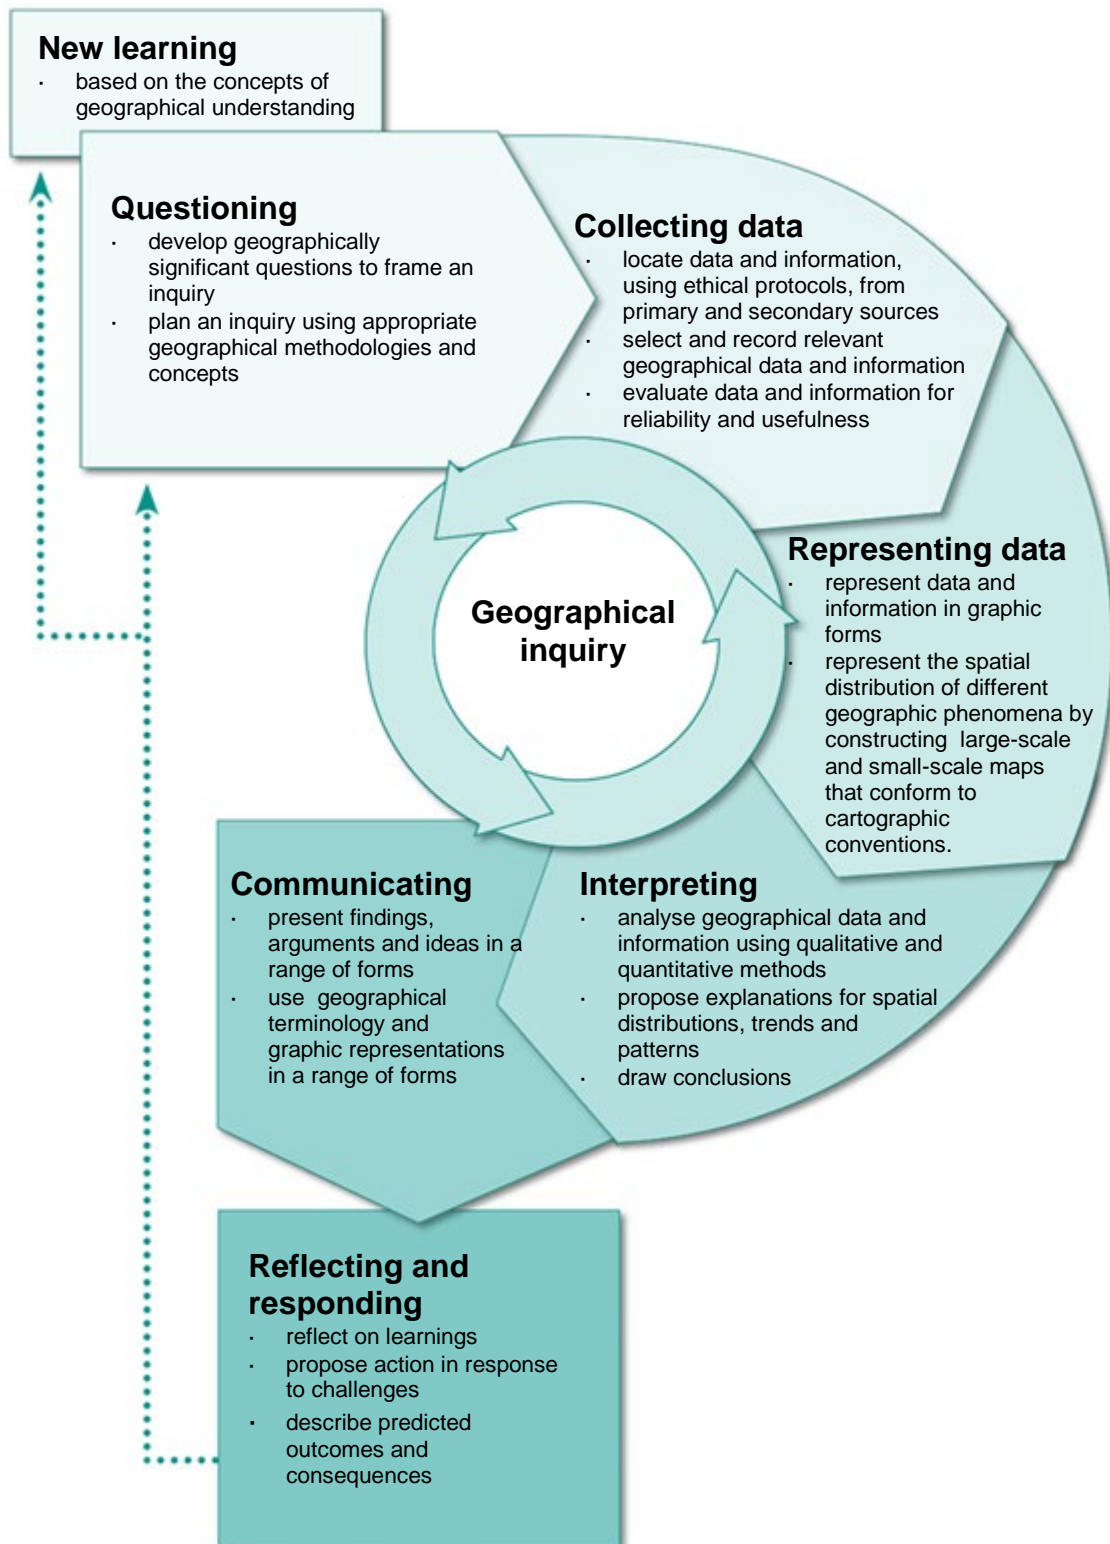 New learning
· based on the concepts of
geographical understanding
Questioning
· develop geographically
significant questions to frame an
inquiry
· plan an inquiry using appropriate
geographical methodologies and
concepts
Collecting data
· locate data and information,
using ethical protocols, from
primary and secondary sources
· select and record relevant
geographical data and information
· evaluate data and information for
reliability and usefulness
Geographical
inquiry
Representing data
· represent data and
information in graphic
forms
· represent the spatial
distribution of different
geographic phenomena by
constructing large-scale
and small-scale maps
that conform to
cartographic
conventions.
Interpreting
· analyse geographical data and
information using qualitative and
quantitative methods
· propose explanations for spatial
distributions, trends and
patterns
· draw conclusions
Communicating
· present findings,
arguments and ideas in a
range of forms
· use geographical
terminology and
graphic representations
in a range of forms
Reflecting and
responding
· reflect on learnings
· propose action in response
to challenges
· describe predicted
outcomes and
consequences